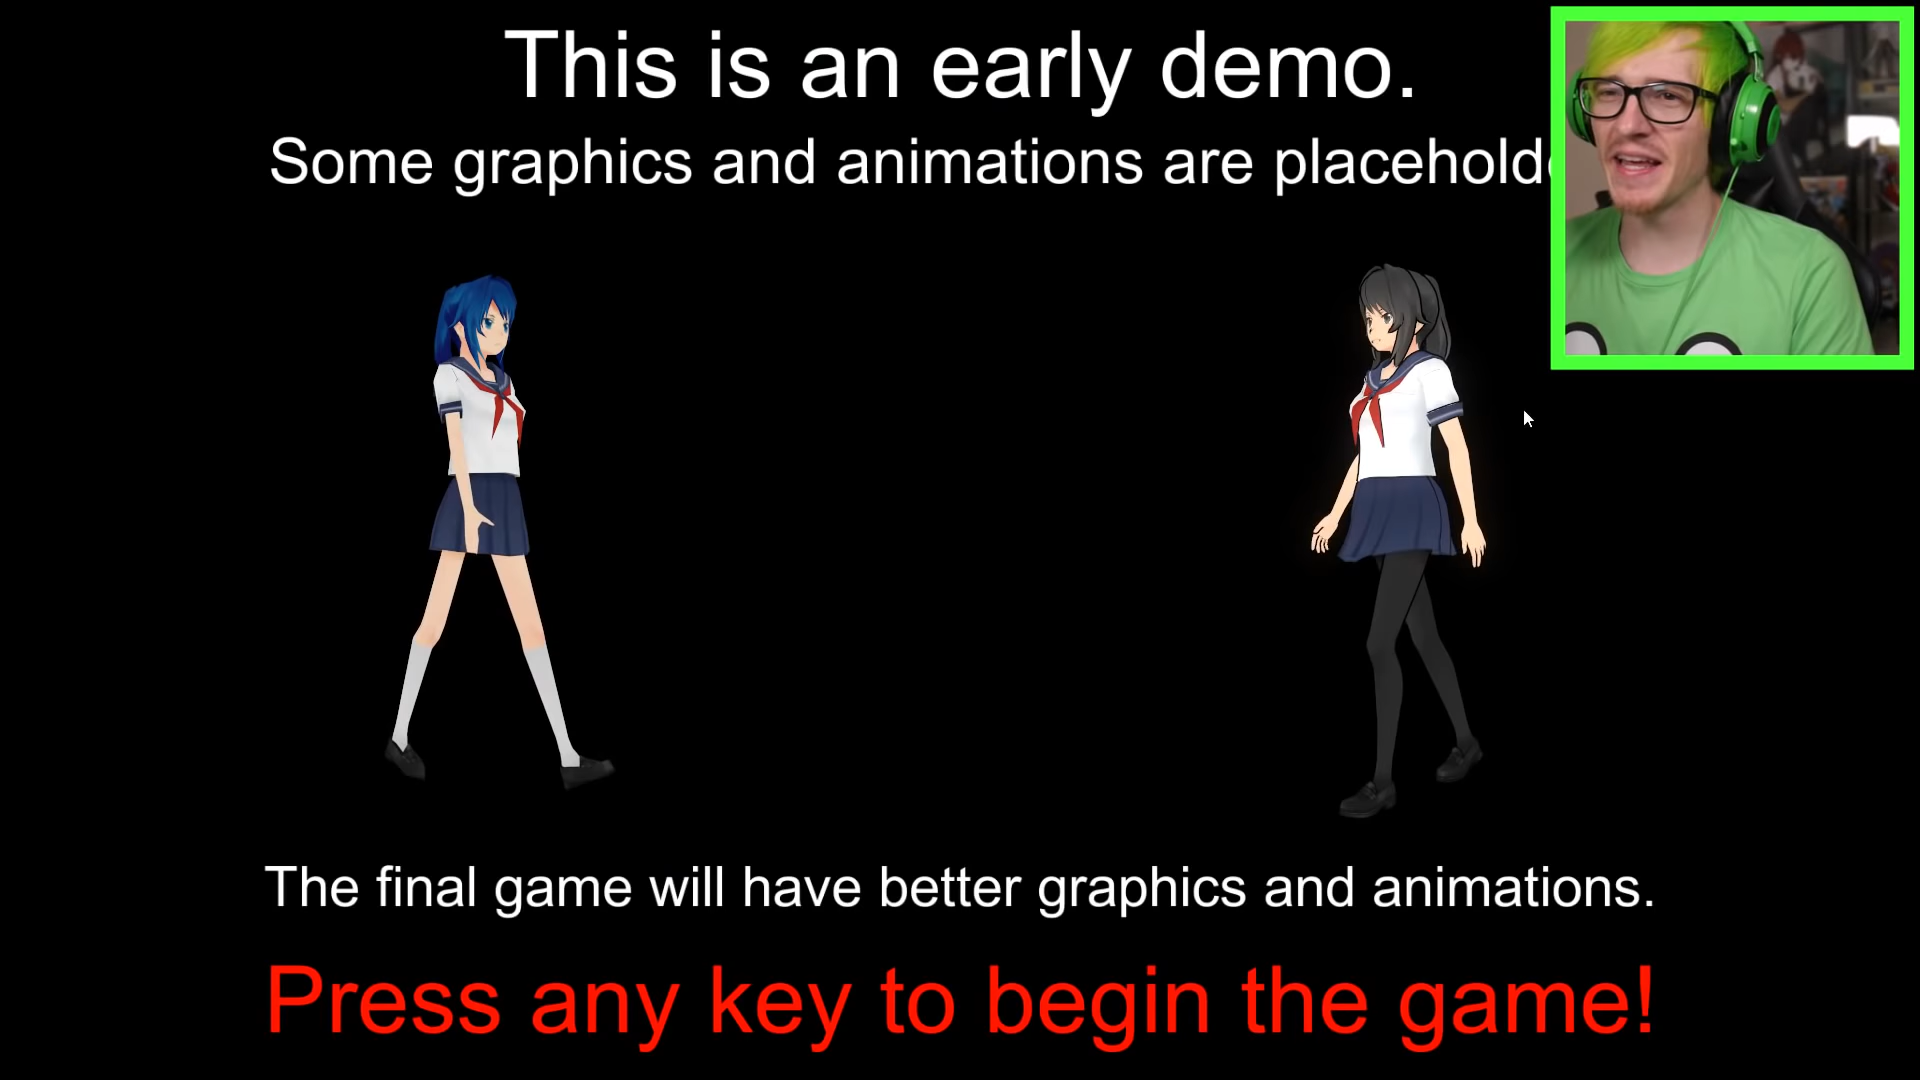 This is an early demo.
Some graphics and animations are placeholde
The final game will have better graphics and animations.
Press any key to begin the game!